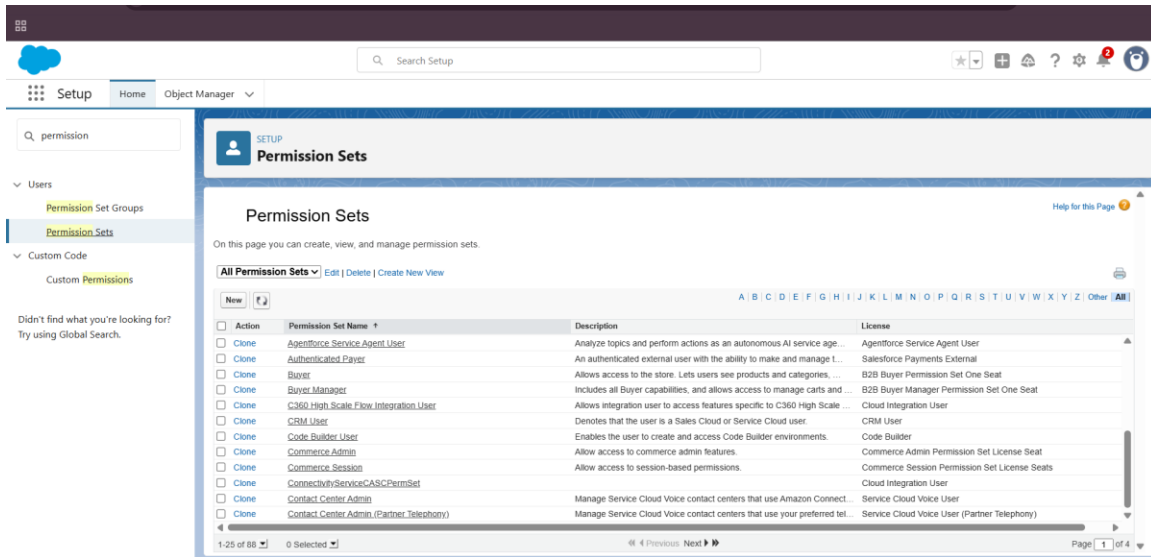 Search Setup
2
Setup
Home
Object Manager
permission
Users
Permission Set Groups
Permission Sets
Custom Code
Custom Permissions
Didn't find what you're looking for?
Try using Global Search.
SETUP
Permission Sets
Permission Sets
Help for this Page
On this page you can create, view, and manage permission sets.
All Permission Sets Edit | Delete | Create New View
New A | B | C | D | E | F | G | H | I | J | K | L | M | N | O | P | Q | R | S | T | U | V | W | X | Y | Z | Other | All
Action Permission Set Name Description License
Clone Agentforce Service Agent User Analyze topics and perform actions as an autonomous AI service age... Agentforce Service Agent User
Clone Authenticated Payer An authenticated external user with the ability to make and manage t... Salesforce Payments External
Clone Buyer Allows access to the store. Lets users see products and categories, ... B2B Buyer Permission Set One Seat
Clone Buyer Manager Includes all Buyer capabilities, and allows access to manage carts and ... B2B Buyer Manager Permission Set One Seat
Clone C360 High Scale Flow Integration User Allows integration user to access features specific to C360 High Scale ... Cloud Integration User
Clone CRM User Denotes that the user is a Sales Cloud or Service Cloud user. CRM User
Clone Code Builder User Enables the user to create and access Code Builder environments. Code Builder
Clone Commerce Admin Allow access to commerce admin features. Commerce Admin Permission Set License Seat
Clone Commerce Session Allow access to session-based permissions. Commerce Session Permission Set License Seats
Clone ConnectivityServiceCASCPermSet Cloud Integration User
Clone Contact Center Admin Manage Service Cloud Voice contact centers that use Amazon Connect... Service Cloud Voice User
Clone Contact Center Admin (Partner Telephony) Manage Service Cloud Voice contact centers that use your preferred tel... Service Cloud Voice User (Partner Telephony)
1-25 of 88 0 Selected Previous Next Page 1 of 4